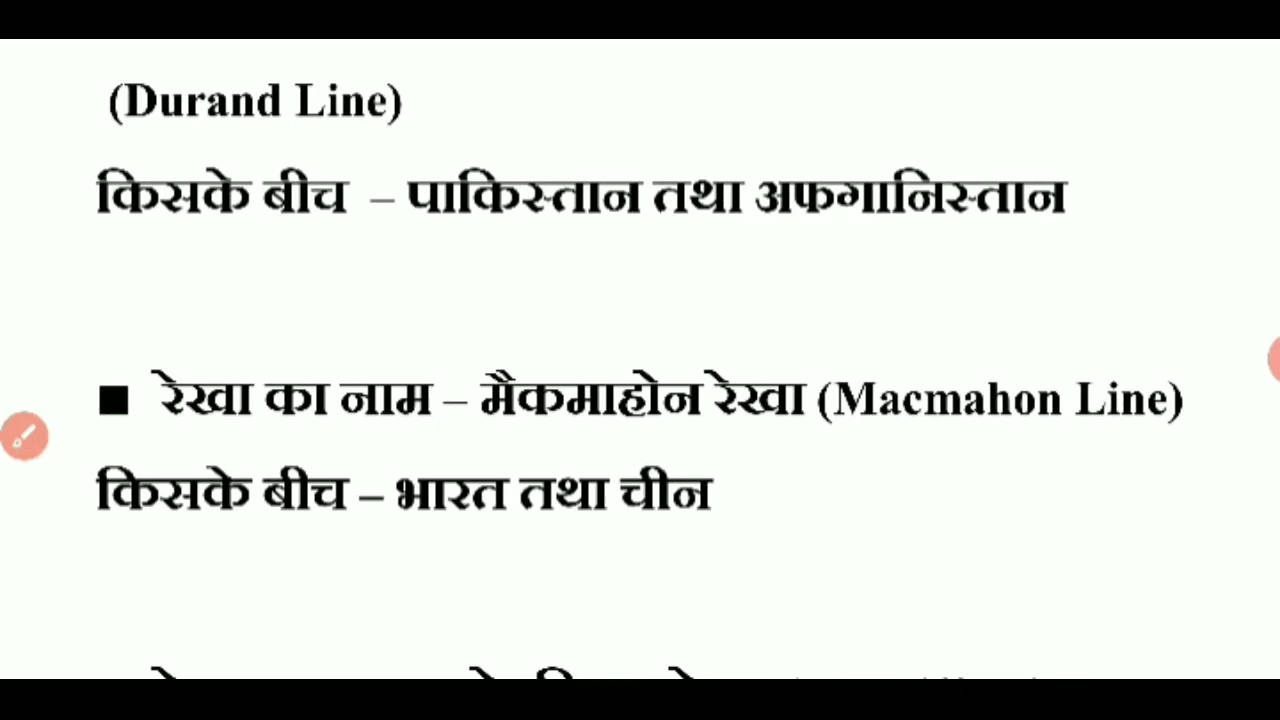 (Durand Line)
किसके बीच – पाकिस्तान तथा अफगानिस्तान
■ रेखा का नाम – मैकमाहोन रेखा (Macmahon Line)
किसके बीच – भारत तथा चीन